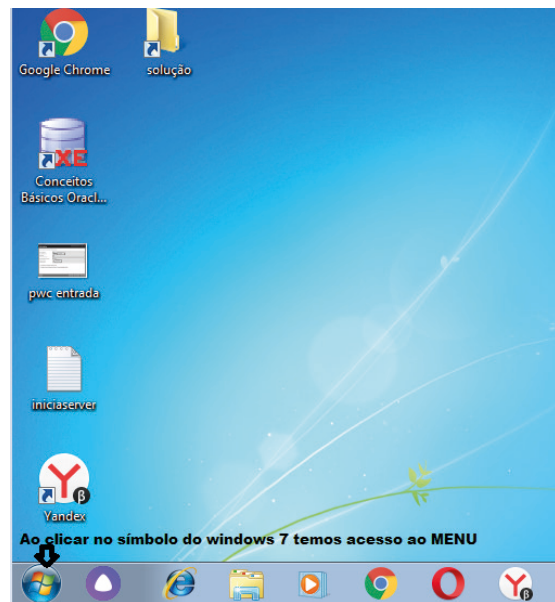 Google Chrome
solução
XE
Conceitos
Básicos Oracl...
pwc entrada
iniciaserver
Y β
Yandex
Ao clicar no símbolo do windows 7 temos acesso ao MENU
Y β